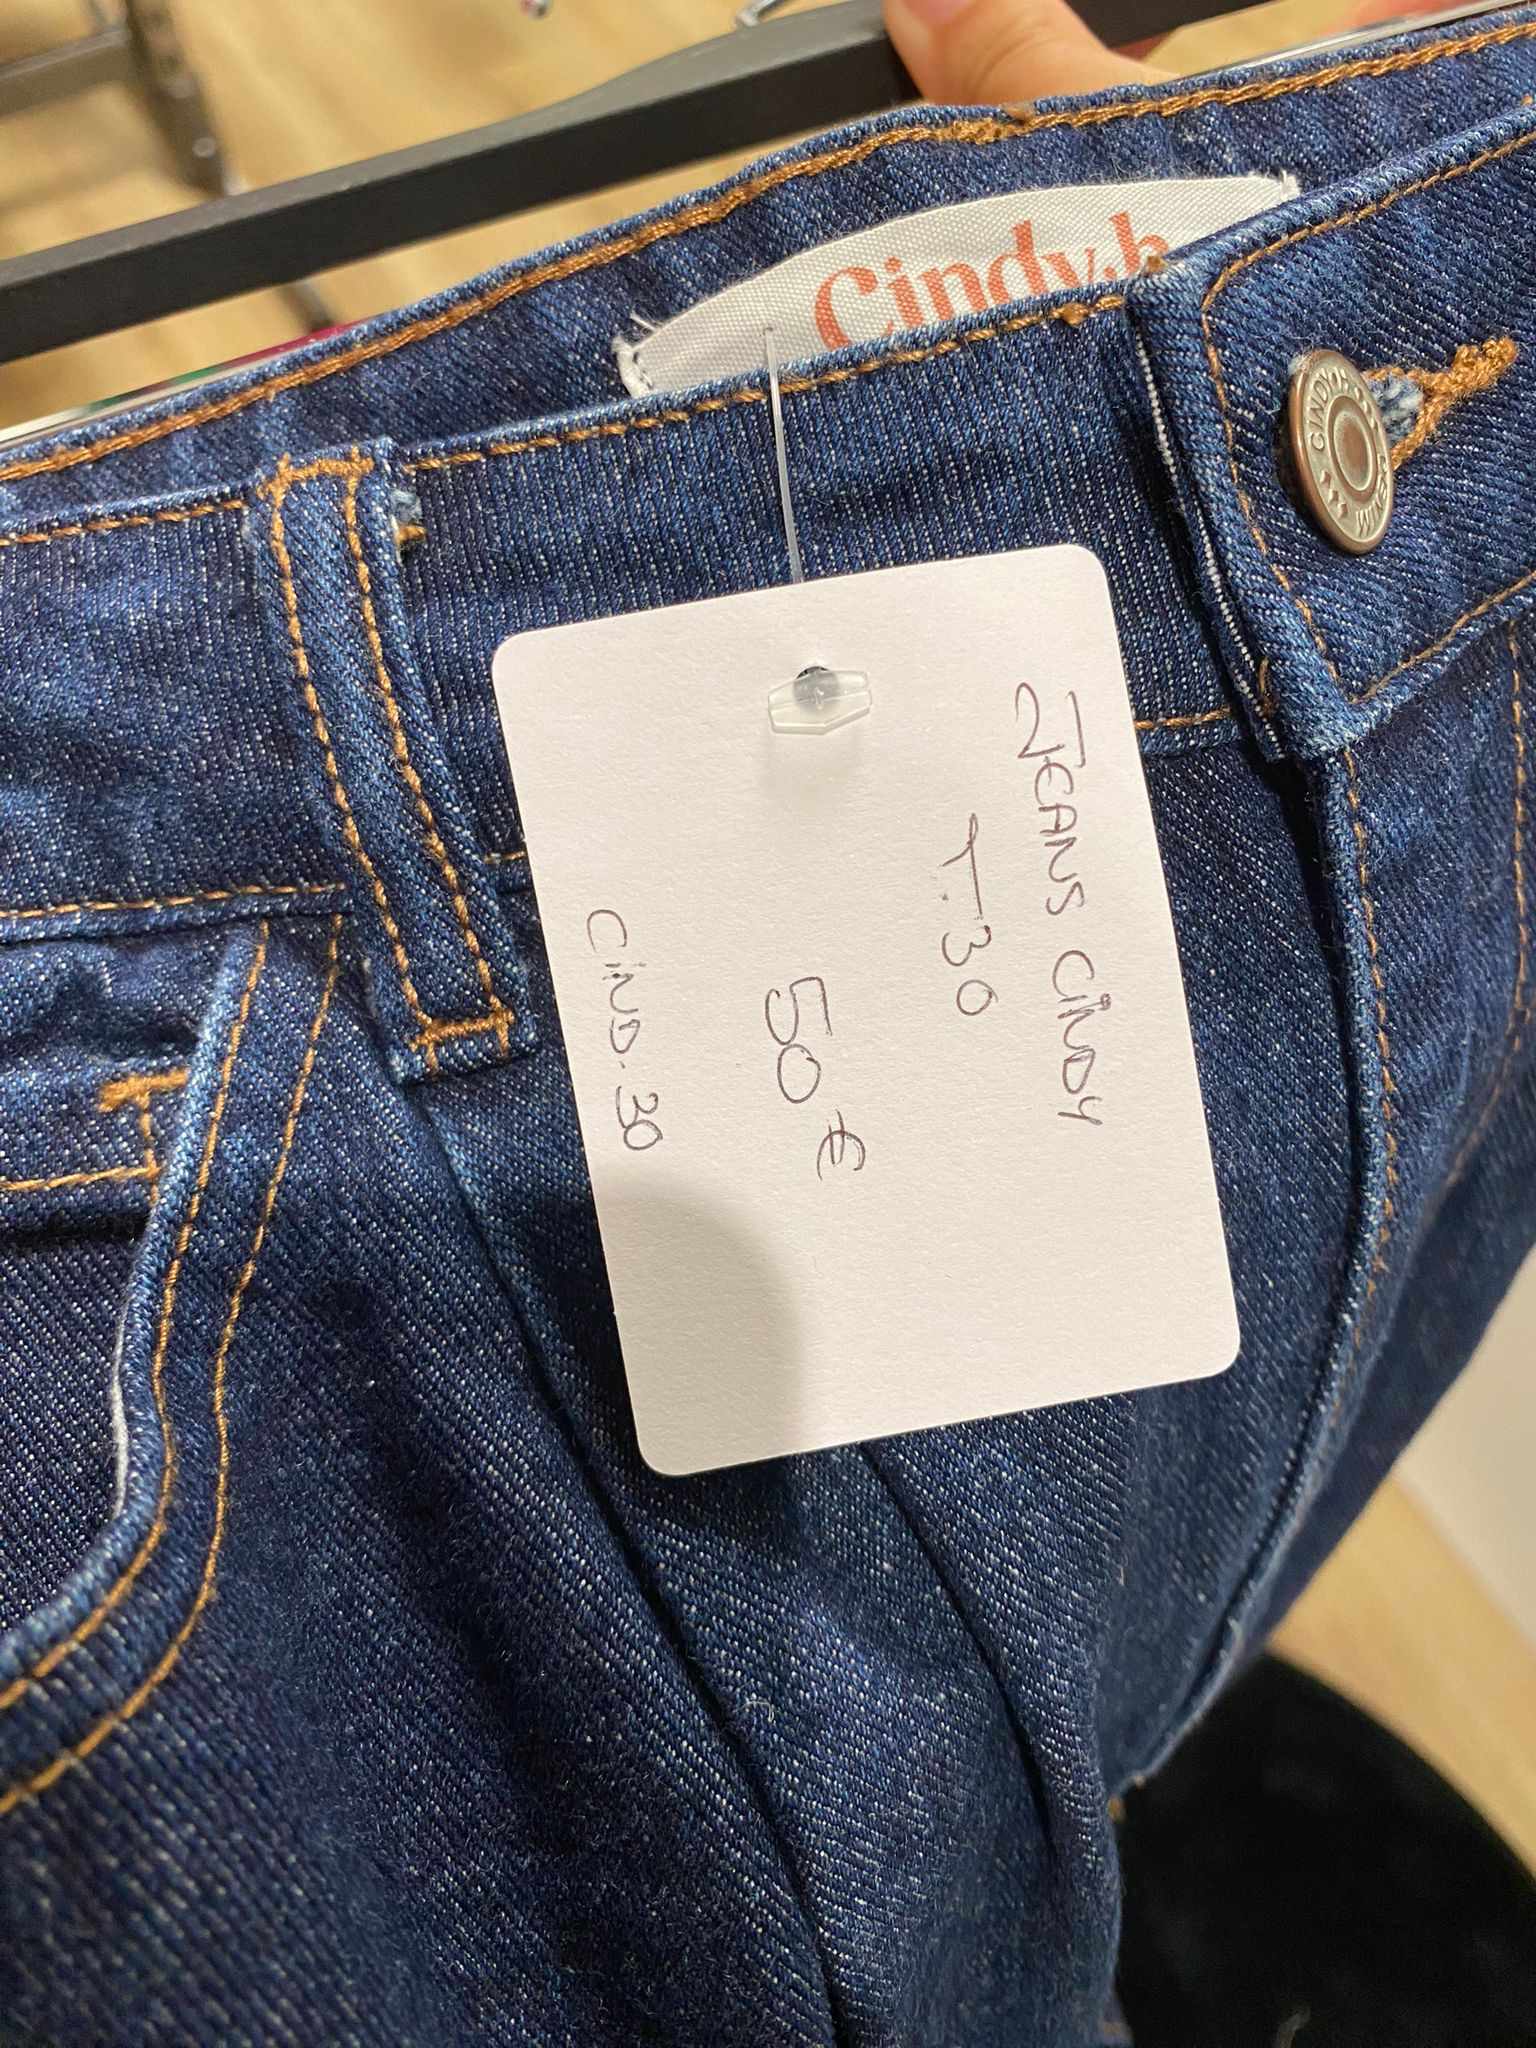 Cindy.h
JEANS CINDY
T.30
50 €
CIND.30